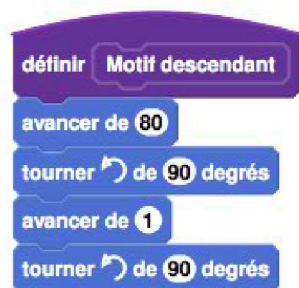 définir Motif descendant
avancer de 80
tourner de 90 degrés
avancer de 1
tourner de 90 degrés